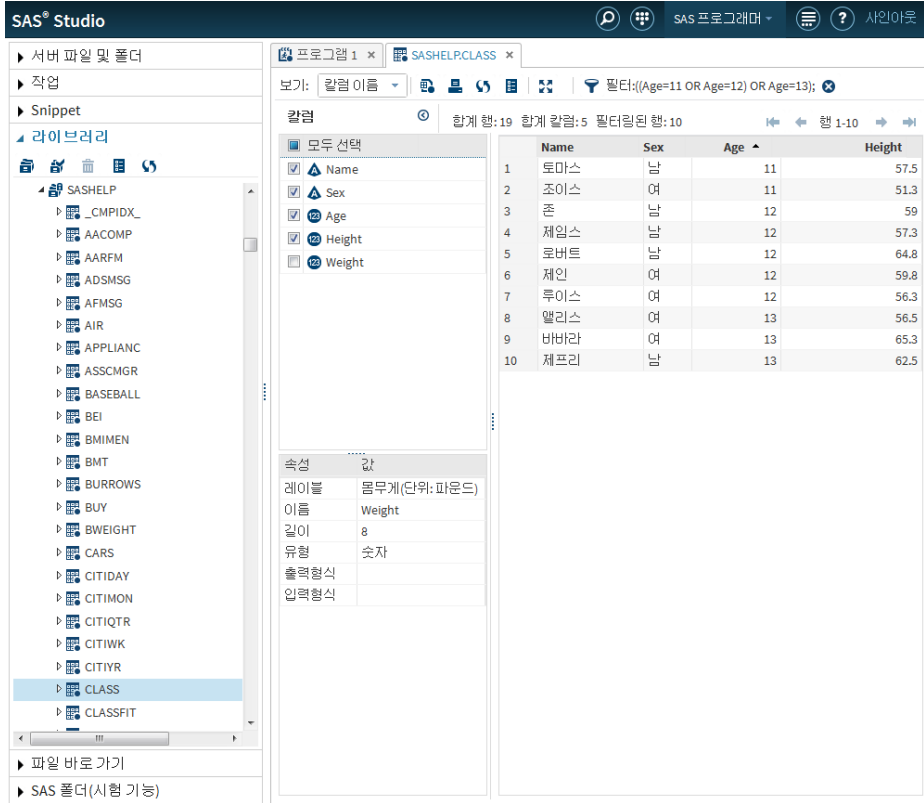 SAS® Studio
SAS 프로그래머
사인아웃
서버 파일 및 폴더
작업
Snippet
라이브러리
SASHELP
_CMPIDX_
AACOMP
AARFM
ADSMSG
AFMSG
AIR
APPLIANC
ASSCMGR
BASEBALL
BEI
BMIMEN
BMT
BURROWS
BUY
BWEIGHT
CARS
CITIDAY
CITIMON
CITIQTR
CITIWK
CITIYR
CLASS
CLASSFIT
파일 바로 가기
SAS 폴더(시험 기능)
프로그램 1
SASHELP.CLASS
보기: 칼럼 이름
필터:((Age=11 OR Age=12) OR Age=13);
칼럼
합계 행: 19 합계 칼럼: 5 필터링된 행: 10
행 1-10
모두 선택
Name
Sex
Age
Height
Weight
속성 값
레이블 몸무게(단위: 파운드)
이름 Weight
길이 8
유형 숫자
출력형식
입력형식
Name Sex Age Height
1 토마스 남 11 57.5
2 조이스 여 11 51.3
3 존 남 12 59
4 제임스 남 12 57.3
5 로버트 남 12 64.8
6 제인 여 12 59.8
7 루이스 여 12 56.3
8 앨리스 여 13 56.5
9 바바라 여 13 65.3
10 제프리 남 13 62.5